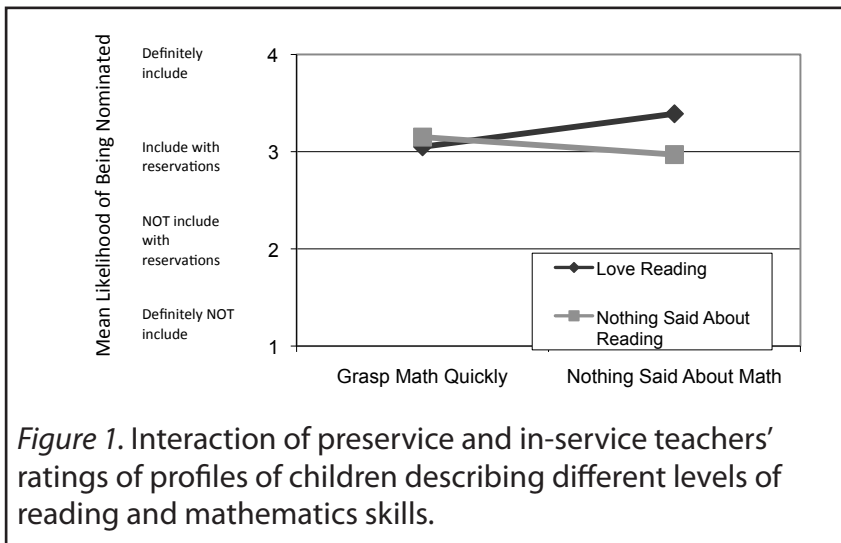 Mean Likelihood of Being Nominated
Definitely
include
Include with
reservations
NOT include
with
reservations
Definitely NOT
include
4
3
2
1
Love Reading
Nothing Said About
Reading
Grasp Math Quickly
Nothing Said About Math
Figure 1. Interaction of preservice and in-service teachers’
ratings of profiles of children describing different levels of
reading and mathematics skills.